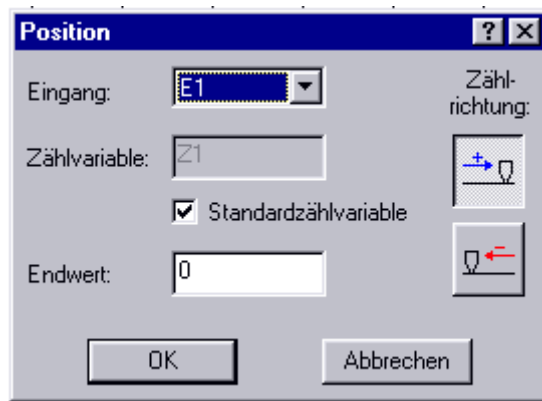 Position
Eingang: E1
Zähl-
richtung:
Zählvariable: Z1
+
Standardzählvariable
Endwert: 0
−
OK Abbrechen